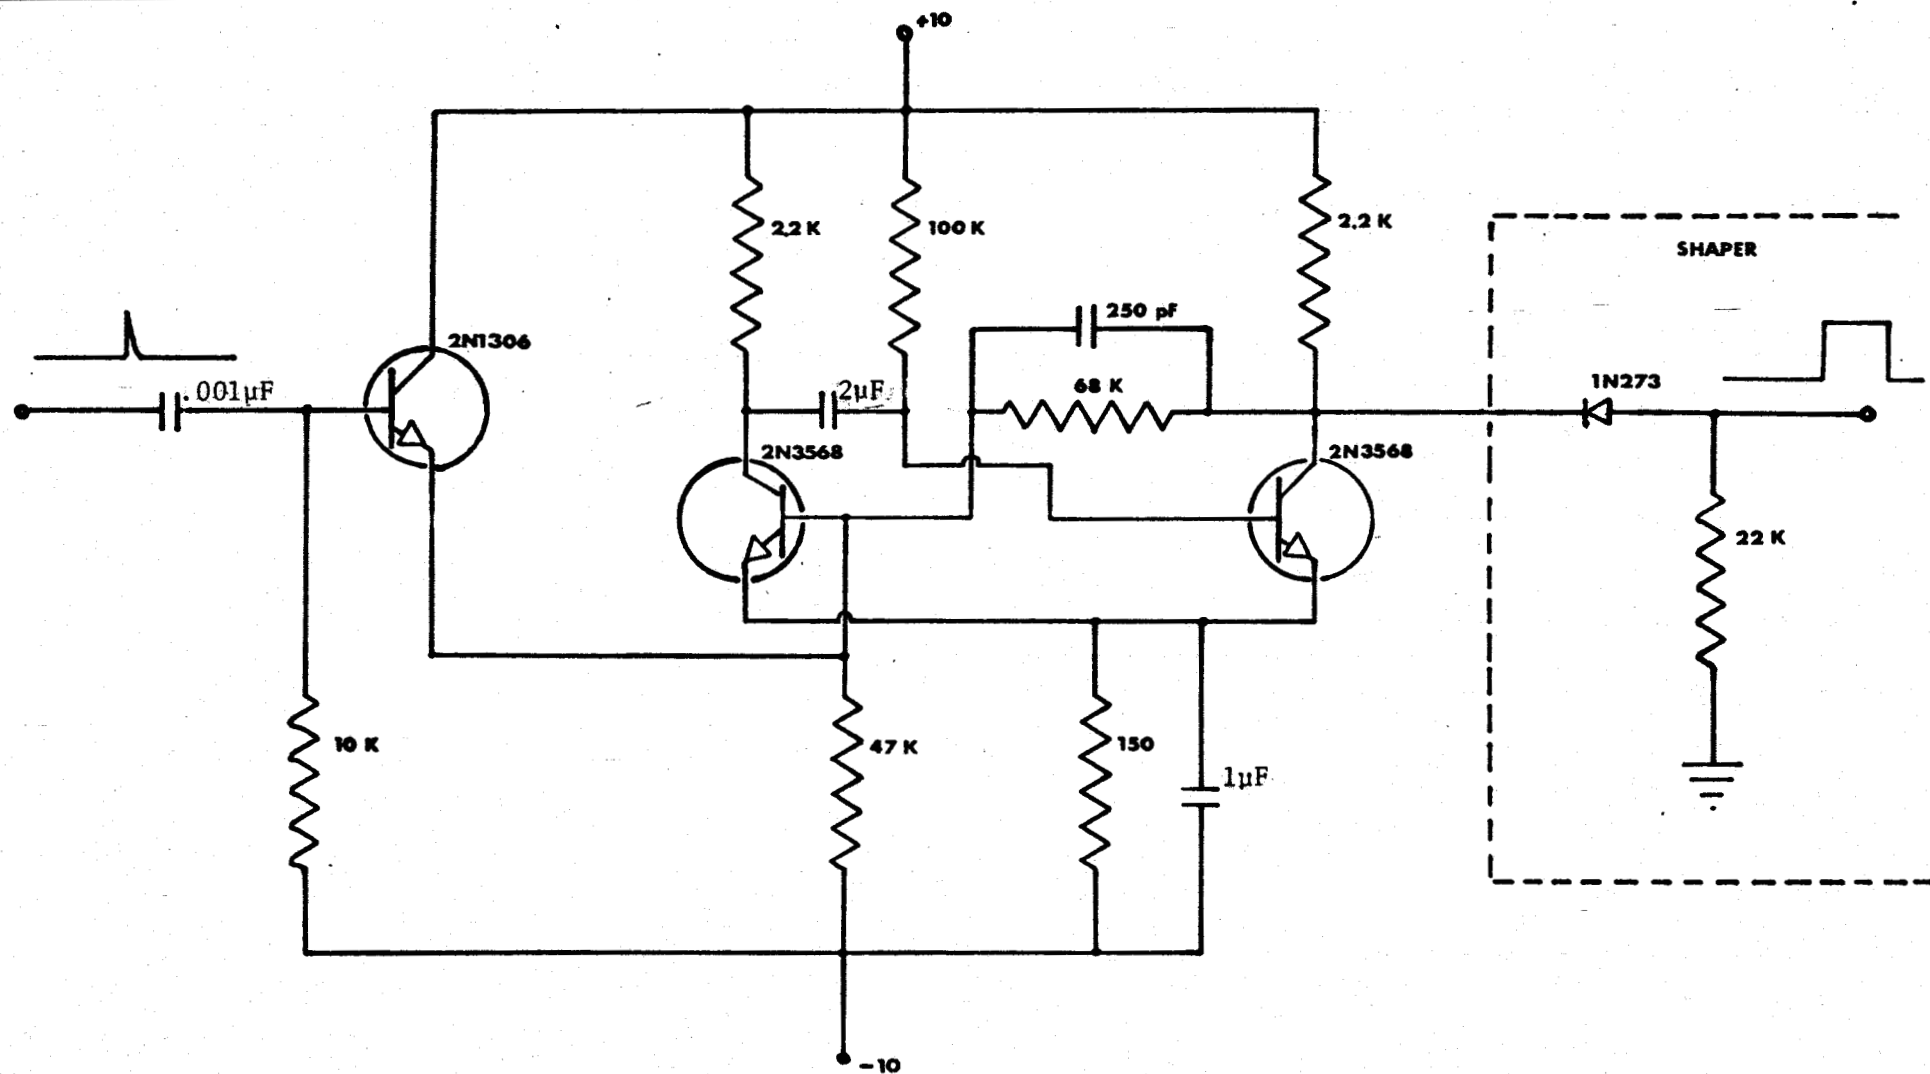 +10
2.2 K
100 K
2.2 K
SHAPER
250 pF
2N1306
68 K
1N273
.001µF
2µF
2N3568
2N3568
22 K
10 K
47 K
150
1µF
-10